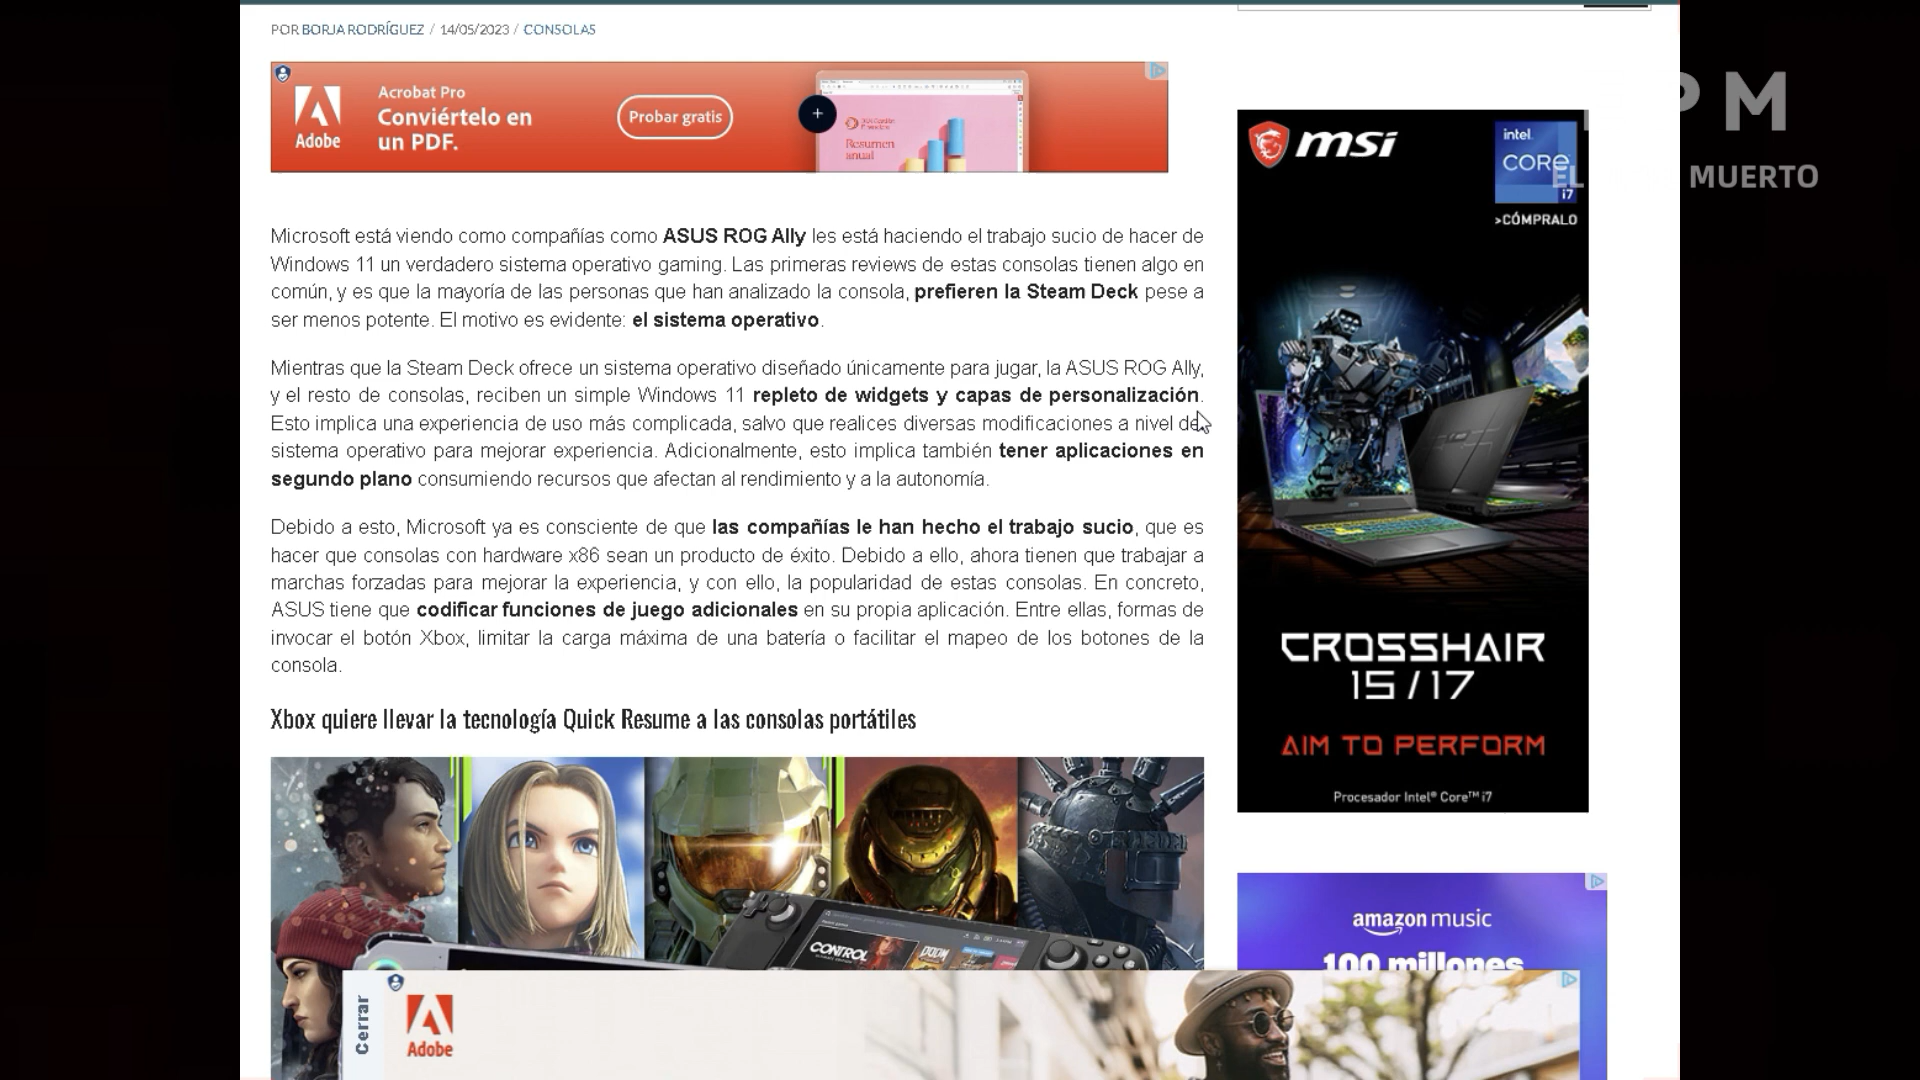 POR BORJA RODRÍGUEZ / 14/05/2023 / CONSOLAS
Acrobat Pro
Conviértelo en
un PDF.
Adobe
Probar gratis
Resumen
anual
Microsoft está viendo como compañías como ASUS ROG Ally les está haciendo el trabajo sucio de hacer de
Windows 11 un verdadero sistema operativo gaming. Las primeras reviews de estas consolas tienen algo en
común, y es que la mayoría de las personas que han analizado la consola, prefieren la Steam Deck pese a
ser menos potente. El motivo es evidente: el sistema operativo.
Mientras que la Steam Deck ofrece un sistema operativo diseñado únicamente para jugar, la ASUS ROG Ally,
y el resto de consolas, reciben un simple Windows 11 repleto de widgets y capas de personalización.
Esto implica una experiencia de uso más complicada, salvo que realices diversas modificaciones a nivel de
sistema operativo para mejorar experiencia. Adicionalmente, esto implica también tener aplicaciones en
segundo plano consumiendo recursos que afectan al rendimiento y a la autonomía.
Debido a esto, Microsoft ya es consciente de que las compañías le han hecho el trabajo sucio, que es
hacer que consolas con hardware x86 sean un producto de éxito. Debido a ello, ahora tienen que trabajar a
marchas forzadas para mejorar la experiencia, y con ello, la popularidad de estas consolas. En concreto,
ASUS tiene que codificar funciones de juego adicionales en su propia aplicación. Entre ellas, formas de
invocar el botón Xbox, limitar la carga máxima de una batería o facilitar el mapeo de los botones de la
consola.
Xbox quiere llevar la tecnología Quick Resume a las consolas portátiles
CONTROL
DOOM
Cerrar
Adobe
msi
intel.
CORE
i7
>CÓMPRALO
CROSSHAIR
15/17
AIM TO PERFORM
Procesador Intel® Core™ i7
amazon music
100 millones
PM
EL MUERTO